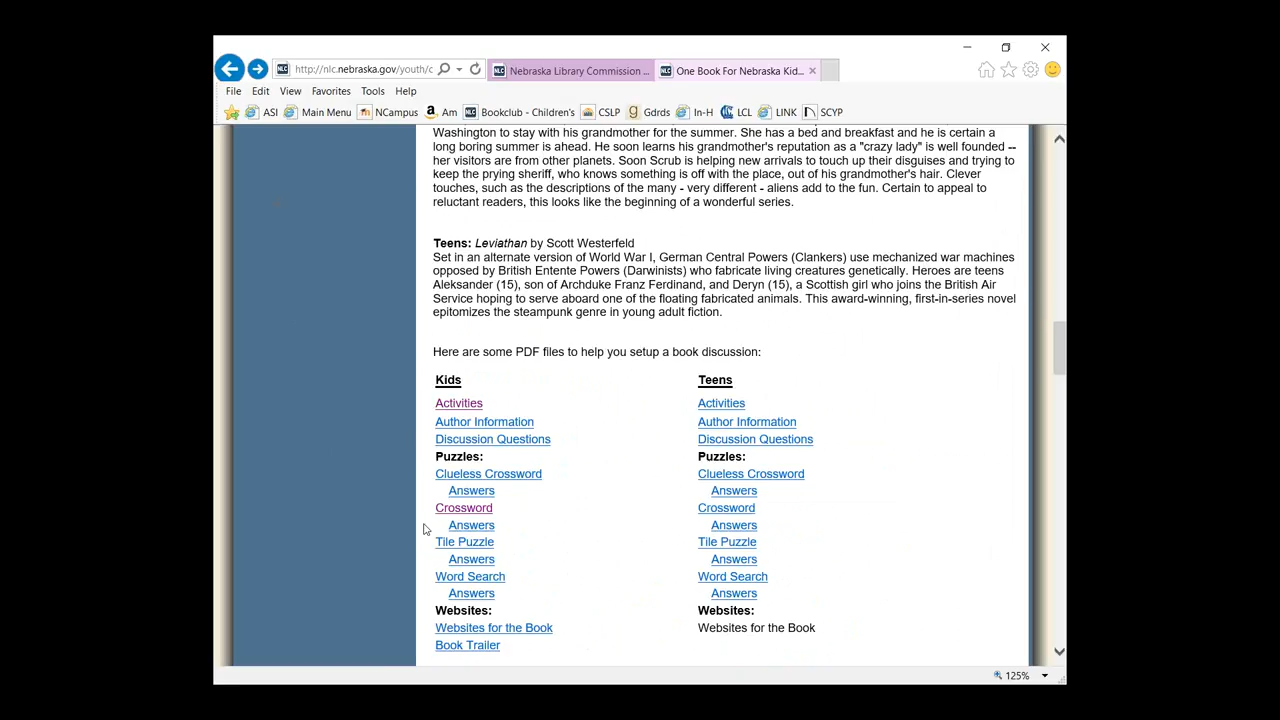 http://nlc.nebraska.gov/youth/c
Nebraska Library Commission ...
One Book For Nebraska Kid...
File Edit View Favorites Tools Help
ASI Main Menu NCampus Am Bookclub - Children's CSLP Gdrds In-H LCL LINK SCYP
Washington to stay with his grandmother for the summer. She has a bed and breakfast and he is certain a
long boring summer is ahead. He soon learns his grandmother's reputation as a "crazy lady" is well founded --
her visitors are from other planets. Soon Scrub is helping new arrivals to touch up their disguises and trying to
keep the prying sheriff, who knows something is off with the place, out of his grandmother's hair. Clever
touches, such as the descriptions of the many - very different - aliens add to the fun. Certain to appeal to
reluctant readers, this looks like the beginning of a wonderful series.
Teens: Leviathan by Scott Westerfeld
Set in an alternate version of World War I, German Central Powers (Clankers) use mechanized war machines
opposed by British Entente Powers (Darwinists) who fabricate living creatures genetically. Heroes are teens
Aleksander (15), son of Archduke Franz Ferdinand, and Deryn (15), a Scottish girl who joins the British Air
Service hoping to serve aboard one of the floating fabricated animals. This award-winning, first-in-series novel
epitomizes the steampunk genre in young adult fiction.
Here are some PDF files to help you setup a book discussion:
Kids
Activities
Author Information
Discussion Questions
Puzzles:
Clueless Crossword
Answers
Crossword
Answers
Tile Puzzle
Answers
Word Search
Answers
Websites:
Websites for the Book
Book Trailer
Teens
Activities
Author Information
Discussion Questions
Puzzles:
Clueless Crossword
Answers
Crossword
Answers
Tile Puzzle
Answers
Word Search
Answers
Websites:
Websites for the Book
125%